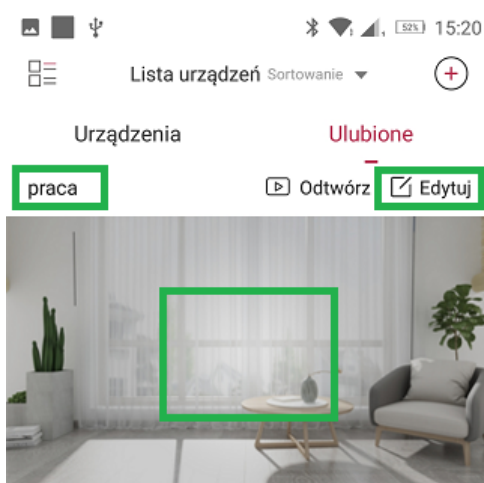 52% 15:20
Lista urządzeń Sortowanie
Urządzenia Ulubione
praca Odtwórz Edytuj